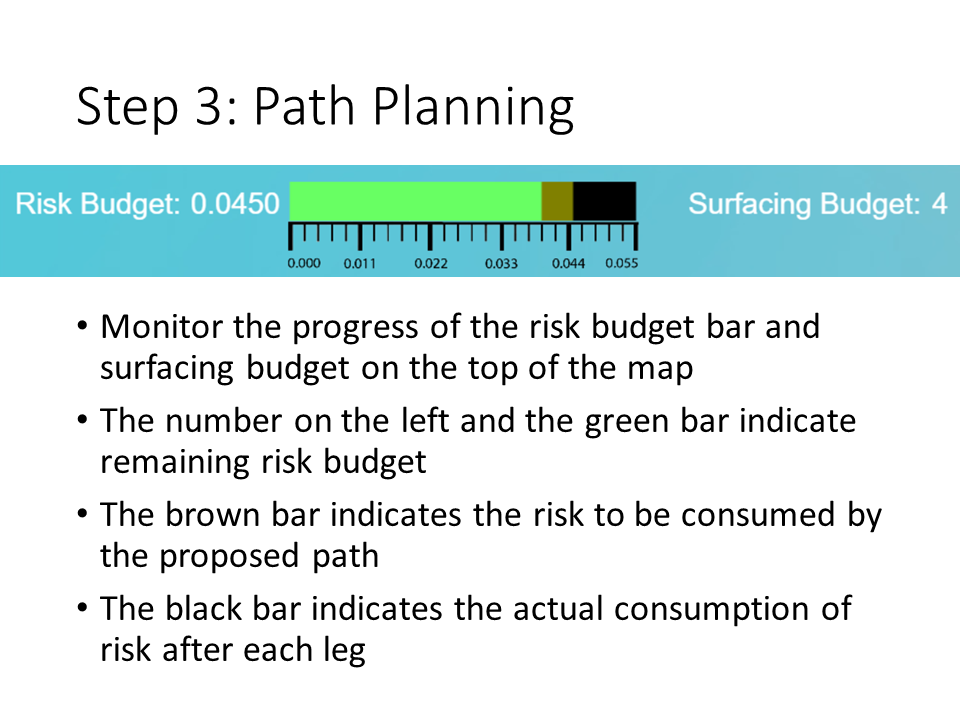 Step 3: Path Planning
Risk Budget: 0.0450
Surfacing Budget: 4
0.000 0.011 0.022 0.033 0.044 0.055
• Monitor the progress of the risk budget bar and
surfacing budget on the top of the map
• The number on the left and the green bar indicate
remaining risk budget
• The brown bar indicates the risk to be consumed by
the proposed path
• The black bar indicates the actual consumption of
risk after each leg